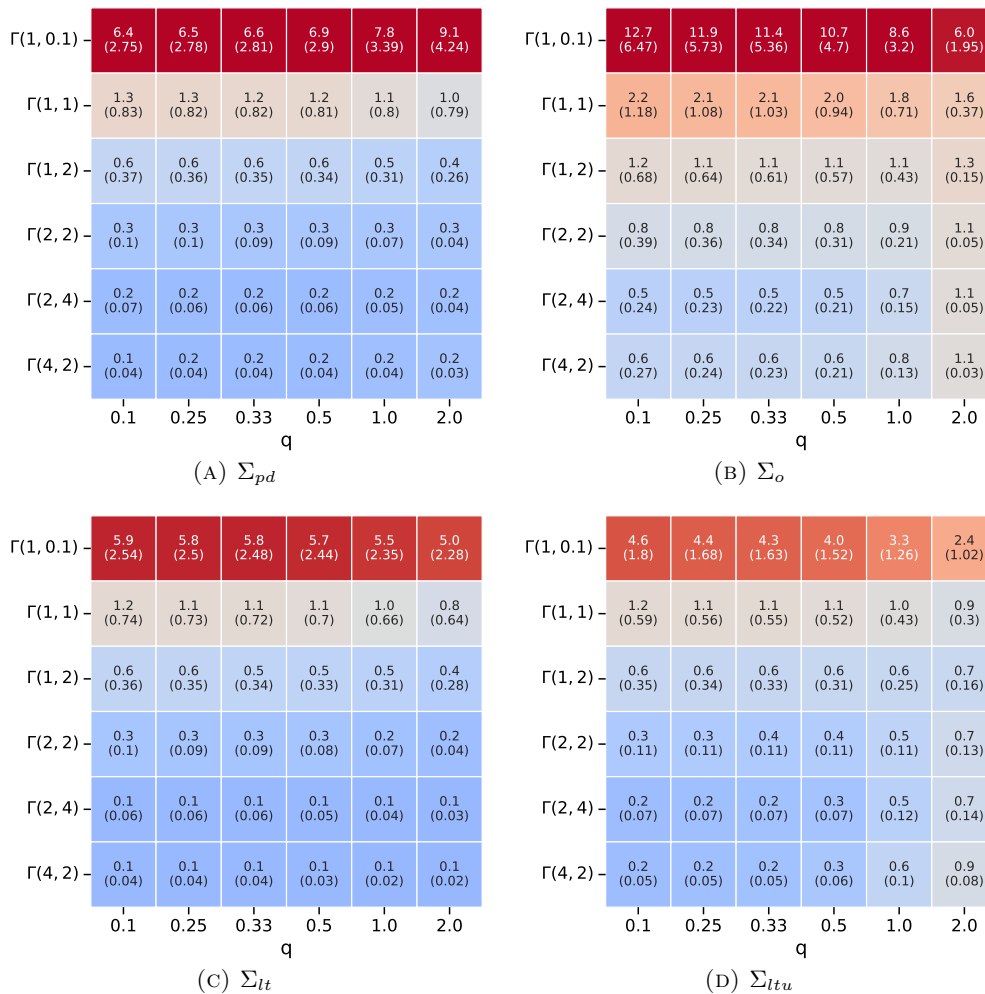 Γ(1, 0.1) 6.4 6.5 6.6 6.9 7.8 9.1
(2.75) (2.78) (2.81) (2.9) (3.39) (4.24)
Γ(1, 1) 1.3 1.3 1.2 1.2 1.1 1.0
(0.83) (0.82) (0.82) (0.81) (0.8) (0.79)
Γ(1, 2) 0.6 0.6 0.6 0.6 0.5 0.4
(0.37) (0.36) (0.35) (0.34) (0.31) (0.26)
Γ(2, 2) 0.3 0.3 0.3 0.3 0.3 0.3
(0.1) (0.1) (0.09) (0.09) (0.07) (0.04)
Γ(2, 4) 0.2 0.2 0.2 0.2 0.2 0.2
(0.07) (0.06) (0.06) (0.06) (0.05) (0.04)
Γ(4, 2) 0.1 0.2 0.2 0.2 0.2 0.2
(0.04) (0.04) (0.04) (0.04) (0.04) (0.03)
0.1 0.25 0.33 0.5 1.0 2.0
q
(A) Σpd
Γ(1, 0.1) 12.7 11.9 11.4 10.7 8.6 6.0
(6.47) (5.73) (5.36) (4.7) (3.2) (1.95)
Γ(1, 1) 2.2 2.1 2.1 2.0 1.8 1.6
(1.18) (1.08) (1.03) (0.94) (0.71) (0.37)
Γ(1, 2) 1.2 1.1 1.1 1.1 1.1 1.3
(0.68) (0.64) (0.61) (0.57) (0.43) (0.15)
Γ(2, 2) 0.8 0.8 0.8 0.8 0.9 1.1
(0.39) (0.36) (0.34) (0.31) (0.21) (0.05)
Γ(2, 4) 0.5 0.5 0.5 0.5 0.7 1.1
(0.24) (0.23) (0.22) (0.21) (0.15) (0.05)
Γ(4, 2) 0.6 0.6 0.6 0.6 0.8 1.1
(0.27) (0.24) (0.23) (0.21) (0.13) (0.03)
0.1 0.25 0.33 0.5 1.0 2.0
q
(B) Σo
Γ(1, 0.1) 5.9 5.8 5.8 5.7 5.5 5.0
(2.54) (2.5) (2.48) (2.44) (2.35) (2.28)
Γ(1, 1) 1.2 1.1 1.1 1.1 1.0 0.8
(0.74) (0.73) (0.72) (0.7) (0.66) (0.64)
Γ(1, 2) 0.6 0.6 0.5 0.5 0.5 0.4
(0.36) (0.35) (0.34) (0.33) (0.31) (0.28)
Γ(2, 2) 0.3 0.3 0.3 0.3 0.2 0.2
(0.1) (0.09) (0.09) (0.08) (0.07) (0.04)
Γ(2, 4) 0.1 0.1 0.1 0.1 0.1 0.1
(0.06) (0.06) (0.06) (0.05) (0.04) (0.03)
Γ(4, 2) 0.1 0.1 0.1 0.1 0.1 0.1
(0.04) (0.04) (0.04) (0.03) (0.02) (0.02)
0.1 0.25 0.33 0.5 1.0 2.0
q
(C) Σlt
Γ(1, 0.1) 4.6 4.4 4.3 4.0 3.3 2.4
(1.8) (1.68) (1.63) (1.52) (1.26) (1.02)
Γ(1, 1) 1.2 1.1 1.1 1.1 1.0 0.9
(0.59) (0.56) (0.55) (0.52) (0.43) (0.3)
Γ(1, 2) 0.6 0.6 0.6 0.6 0.6 0.7
(0.35) (0.34) (0.33) (0.31) (0.25) (0.16)
Γ(2, 2) 0.3 0.3 0.4 0.4 0.5 0.7
(0.11) (0.11) (0.11) (0.11) (0.11) (0.13)
Γ(2, 4) 0.2 0.2 0.2 0.3 0.5 0.7
(0.07) (0.07) (0.07) (0.07) (0.12) (0.14)
Γ(4, 2) 0.2 0.2 0.2 0.3 0.6 0.9
(0.05) (0.05) (0.05) (0.06) (0.1) (0.08)
0.1 0.25 0.33 0.5 1.0 2.0
q
(D) Σltu